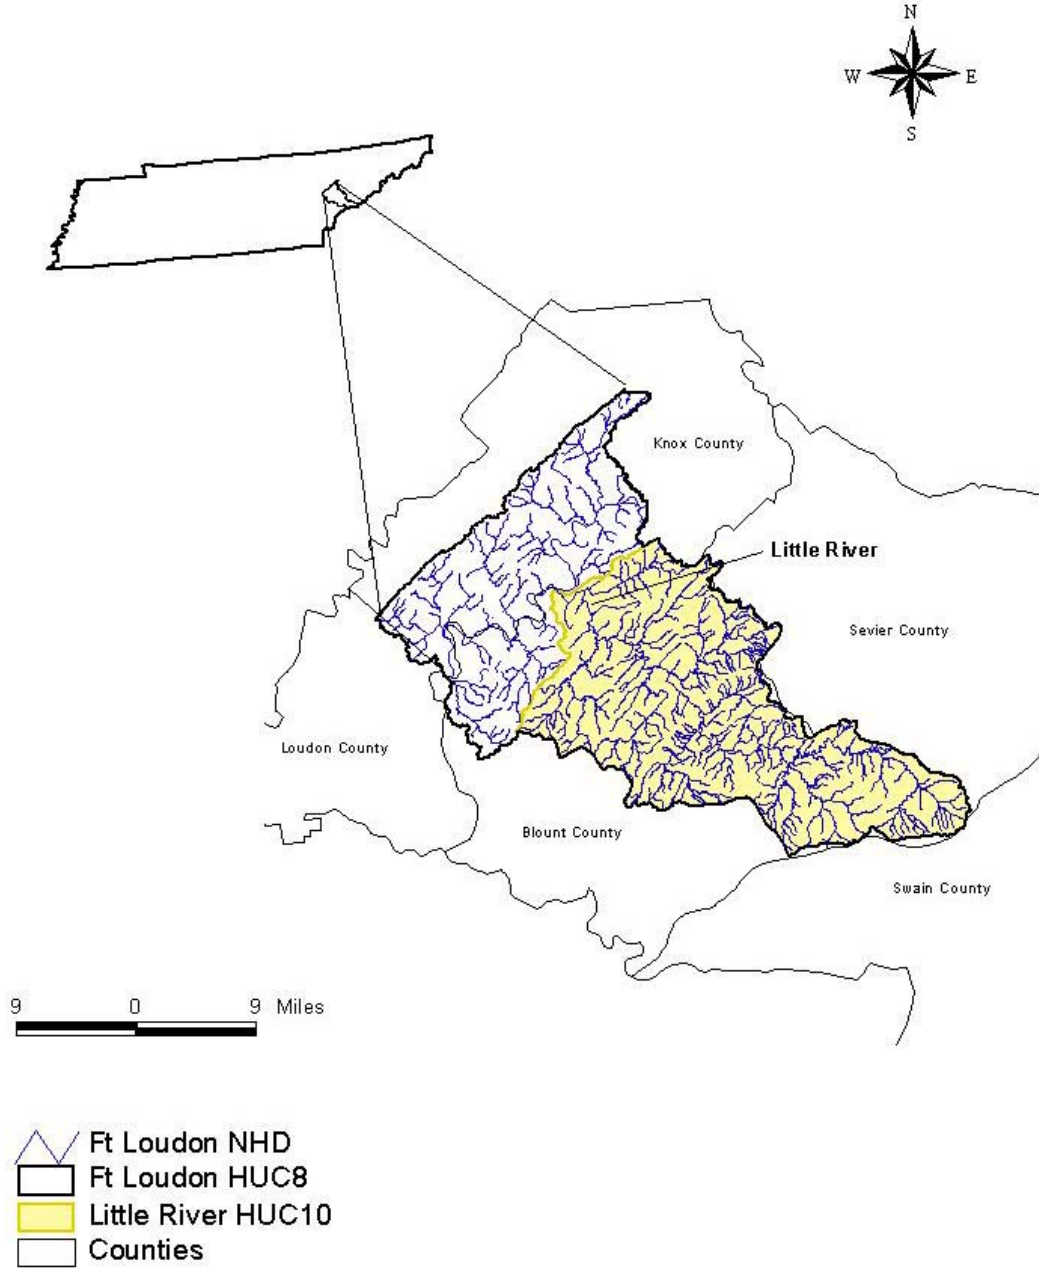 N
W E
S
Knox County
Little River
Sevier County
Loudon County
Blount County
Swain County
9 0 9 Miles
Ft Loudon NHD
Ft Loudon HUC8
Little River HUC10
Counties